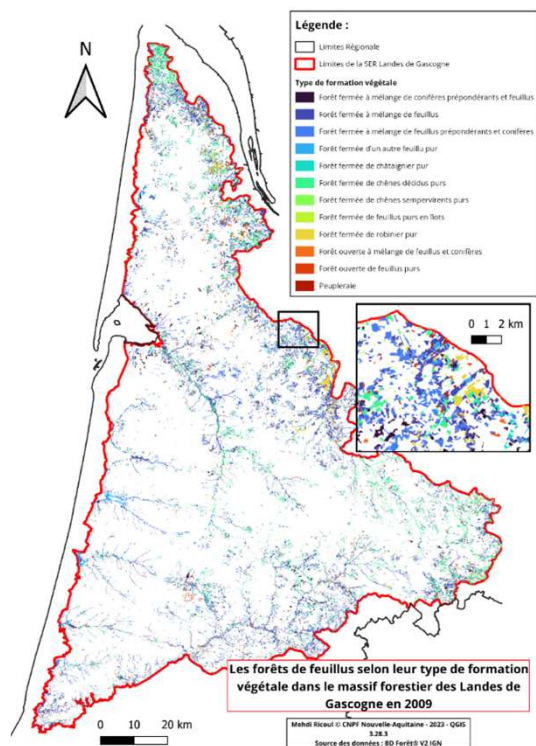 N
Légende :
Limites Régionale
Limites de la SER Landes de Gascogne
Type de formation végétale
Forêt fermée à mélange de conifères prépondérants et feuillus
Forêt fermée à mélange de feuillus
Forêt fermée à mélange de feuillus prépondérants et conifères
Forêt fermée d'un autre feuillu pur
Forêt fermée de châtaignier pur
Forêt fermée de chênes décidus purs
Forêt fermée de chênes sempervirents purs
Forêt fermée de feuillus purs en îlots
Forêt fermée de robinier pur
Forêt ouverte à mélange de feuillus et conifères
Forêt ouverte de feuillus purs
Peupleraie
0 1 2 km
0 10 20 km
Les forêts de feuillus selon leur type de formation
végétale dans le massif forestier des Landes de
Gascogne en 2009
Mehdi Ricoul © CNPF Nouvelle-Aquitaine - 2023 - QGIS
3.28.3
Source des données : BD Forêt® V2 IGN